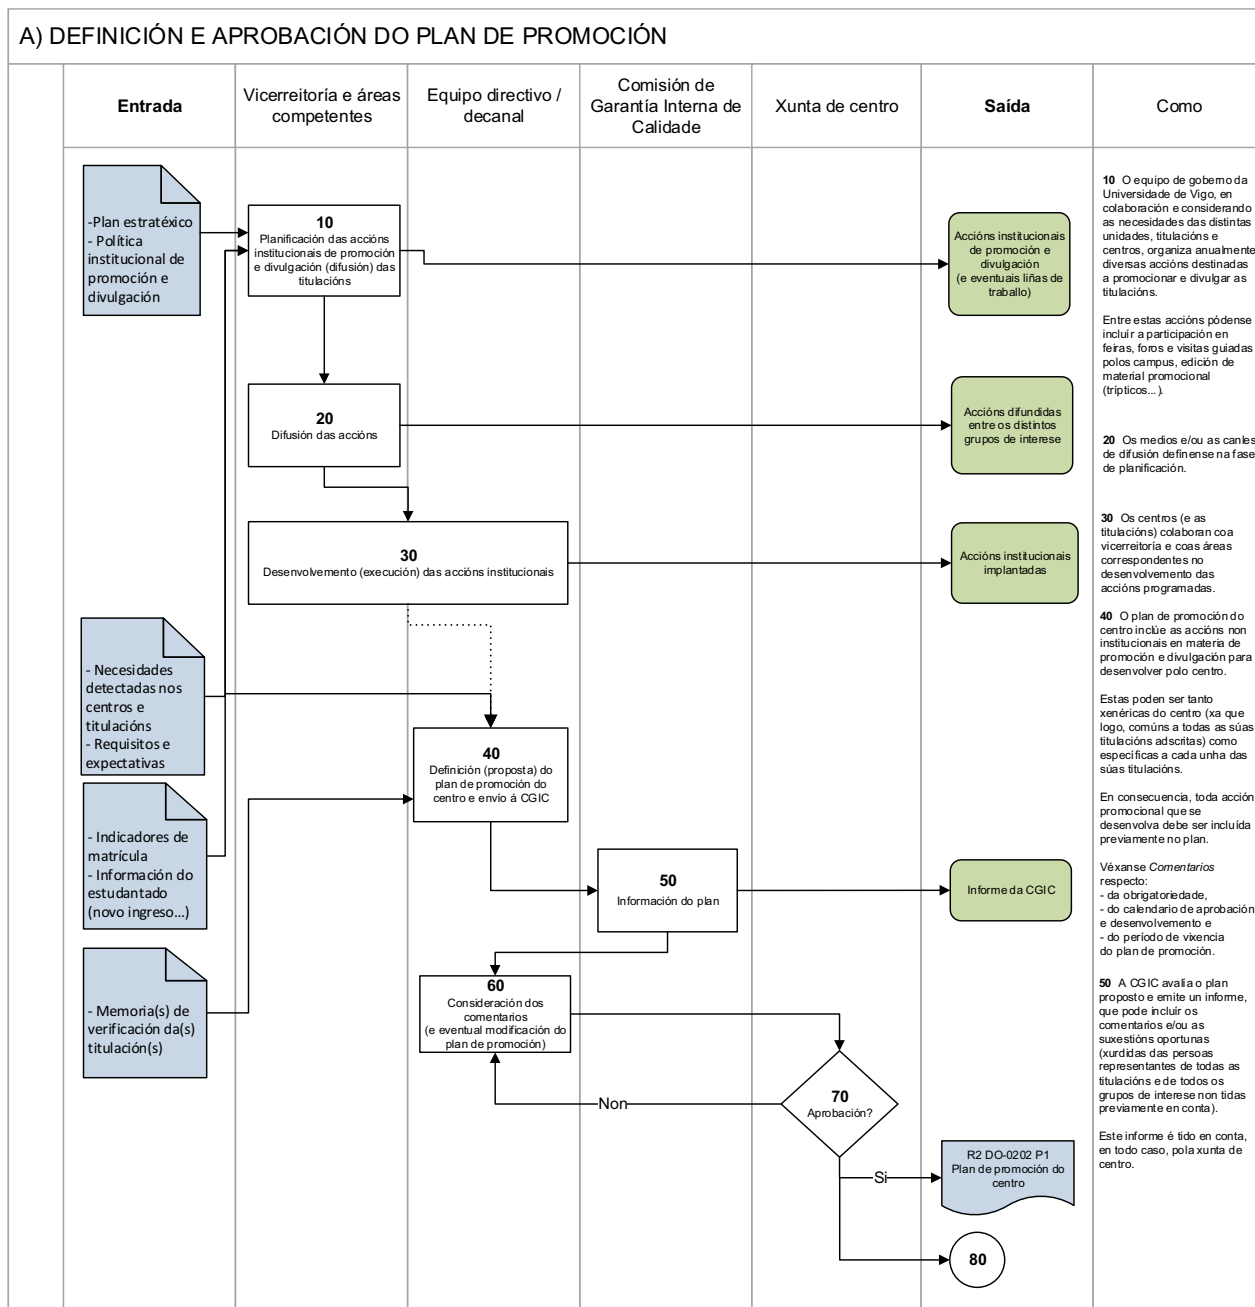 A) DEFINICIÓN E APROBACIÓN DO PLAN DE PROMOCIÓN
Entrada
Vicerreitoría e áreas
competentes
Equipo directivo /
decanal
Comisión de
Garantía Interna de
Calidade
Xunta de centro
Saída
Como
-Plan estratéxico
- Política
institucional de
promoción e
divulgación
10
Planificación das accións
institucionais de promoción
e divulgación (difusión) das
titulacións
Accións institucionais
de promoción e
divulgación
(e eventuais liñas de
traballo)
20
Difusión das accións
Accións difundidas
entre os distintos
grupos de interese
30
Desenvolvemento (execución) das accións institucionais
Accións institucionais
implantadas
- Necesidades
detectadas nos
centros e
titulacións
- Requisitos e
expectativas
40
Definición (proposta) do
plan de promoción do
centro e envío á CGIC
- Indicadores de
matrícula
- Información do
estudantado
(novo ingreso...)
50
Información do plan
Informe da CGIC
- Memoria(s) de
verificación da(s)
titulación(s)
60
Consideración dos
comentarios
(e eventual modificación do
plan de promoción)
70
Aprobación?
Non
Si
R2 DO-0202 P1
Plan de promoción do
centro
80
10 O equipo de goberno da
Universidade de Vigo, en
colaboración e considerando
as necesidades das distintas
unidades, titulacións e
centros, organiza anualmente
diversas accións destinadas
a promocionar e divulgar as
titulacións.
Entre estas accións pódense
incluír a participación en
feiras, foros e visitas guiadas
polos campus, edición de
material promocional
(trípticos...).
20 Os medios e/ou as canles
de difusión defínense na fase
de planificación.
30 Os centros (e as
titulacións) colaboran coa
vicerreitoría e coas áreas
correspondentes no
desenvolvemento das
accións programadas.
40 O plan de promoción do
centro inclúe as accións non
institucionais en materia de
promoción e divulgación para
desenvolver polo centro.
Estas poden ser tanto
xenéricas do centro (xa que
logo, comúns a todas as súas
titulacións adscritas) como
específicas a cada unha das
súas titulacións.
En consecuencia, toda acción
promocional que se
desenvolva debe ser incluída
previamente no plan.
Véxanse Comentarios
respecto:
- da obrigatoriedade,
- do calendario de aprobación
e desenvolvemento e
- do período de vixencia
do plan de promoción.
50 A CGIC avalía o plan
proposto e emite un informe,
que pode incluír os
comentarios e/ou as
suxestións oportunas
(xurdidas das persoas
representantes de todas as
titulacións e de todos os
grupos de interese non tidas
previamente en conta).
Este informe é tido en conta,
en todo caso, pola xunta de
centro.